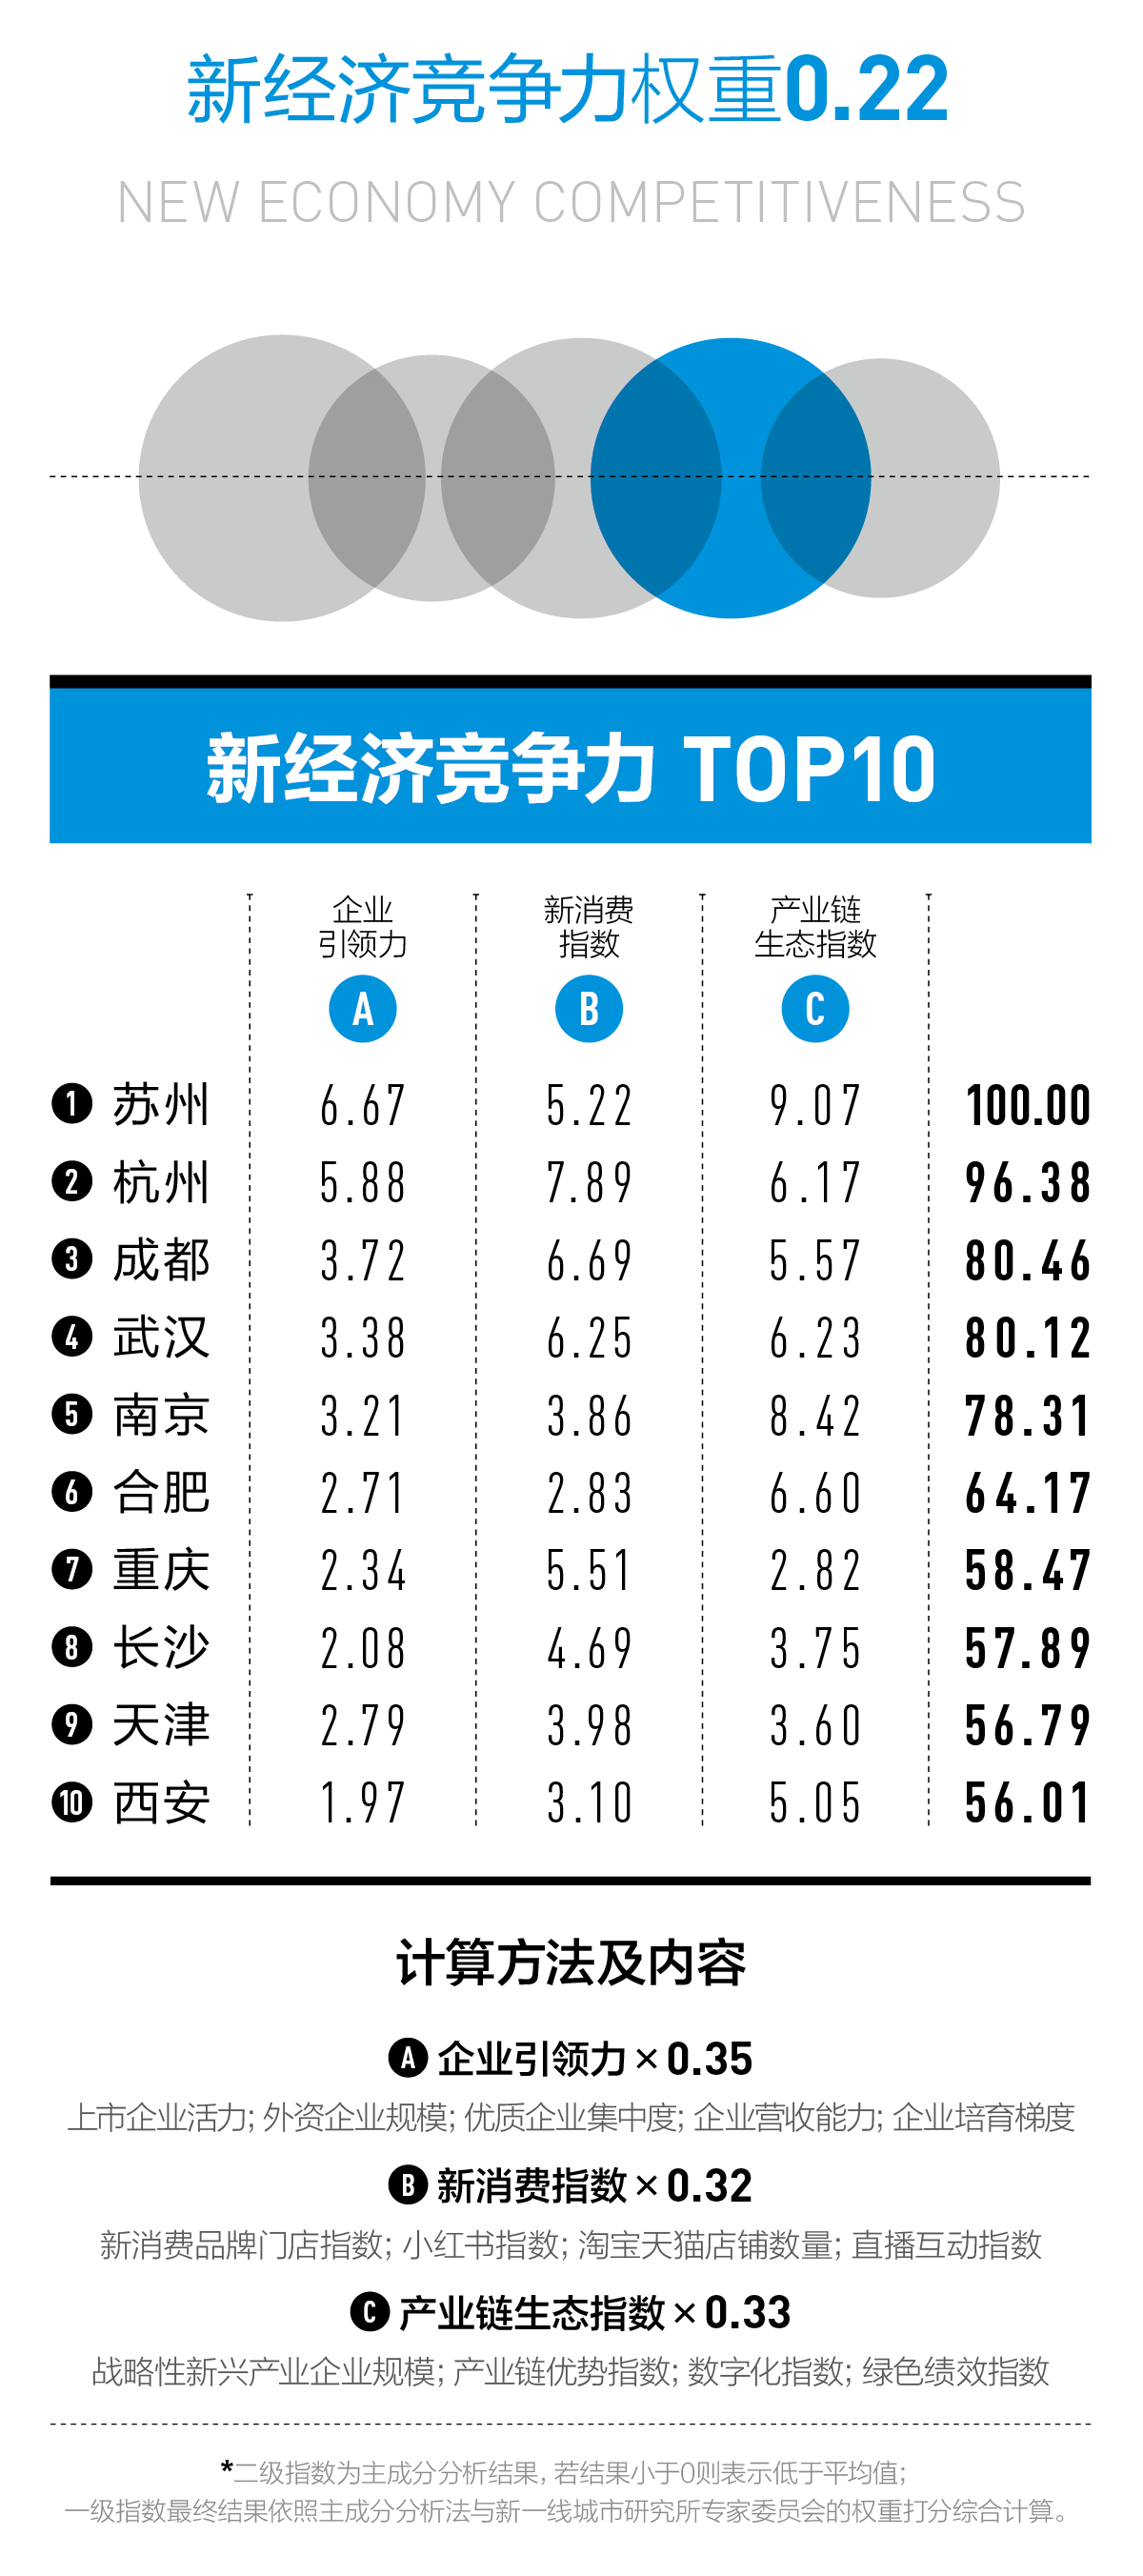 新经济竞争力权重0.22
NEW ECONOMY COMPETITIVENESS
新经济竞争力 TOP10
企业 新消费 产业链
引领力 指数 生态指数
A B C
1 苏州 6.67 5.22 9.07 100.00
2 杭州 5.88 7.89 6.17 96.38
3 成都 3.72 6.69 5.57 80.46
4 武汉 3.38 6.25 6.23 80.12
5 南京 3.21 3.86 8.42 78.31
6 合肥 2.71 2.83 6.60 64.17
7 重庆 2.34 5.51 2.82 58.47
8 长沙 2.08 4.69 3.75 57.89
9 天津 2.79 3.98 3.60 56.79
10 西安 1.97 3.10 5.05 56.01
计算方法及内容
A 企业引领力×0.35
上市企业活力; 外资企业规模; 优质企业集中度; 企业营收能力; 企业培育梯度
B 新消费指数×0.32
新消费品牌门店指数; 小红书指数; 淘宝天猫店铺数量; 直播互动指数
C 产业链生态指数×0.33
战略性新兴产业企业规模; 产业链优势指数; 数字化指数; 绿色绩效指数
*二级指数为主成分分析结果, 若结果小于0则表示低于平均值;
一级指数最终结果依照主成分分析法与新一线城市研究所专家委员会的权重打分综合计算。